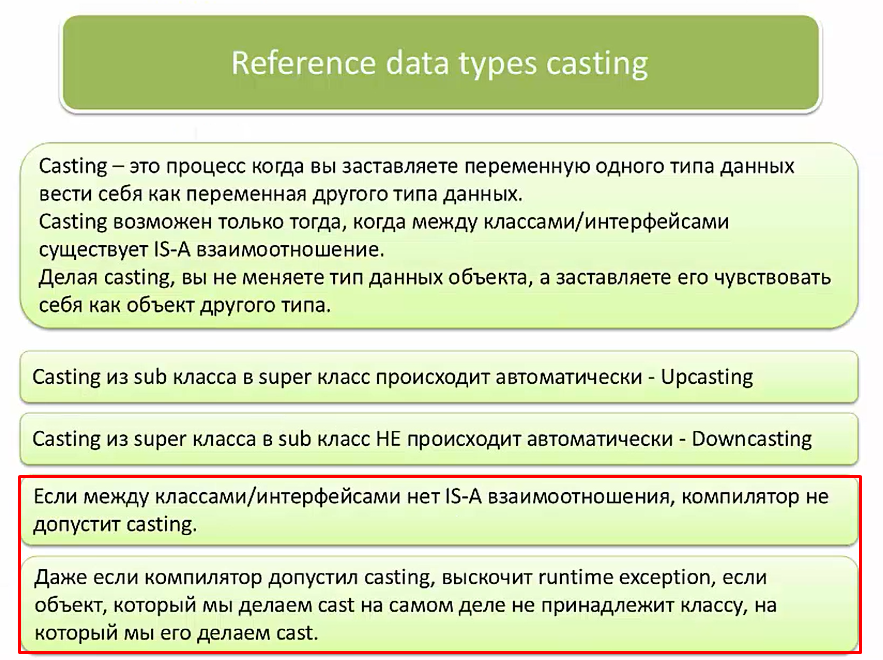 Reference data types casting
Casting – это процесс когда вы заставляете переменную одного типа данных
вести себя как переменная другого типа данных.
Casting возможен только тогда, когда между классами/интерфейсами
существует IS-A взаимоотношение.
Делая casting, вы не меняете тип данных объекта, а заставляете его чувствовать
себя как объект другого типа.
Casting из sub класса в super класс происходит автоматически - Upcasting
Casting из super класса в sub класс НЕ происходит автоматически - Downcasting
Если между классами/интерфейсами нет IS-A взаимоотношения, компилятор не
допустит casting.
Даже если компилятор допустил casting, выскочит runtime exception, если
объект, который мы делаем cast на самом деле не принадлежит классу, на
который мы его делаем cast.